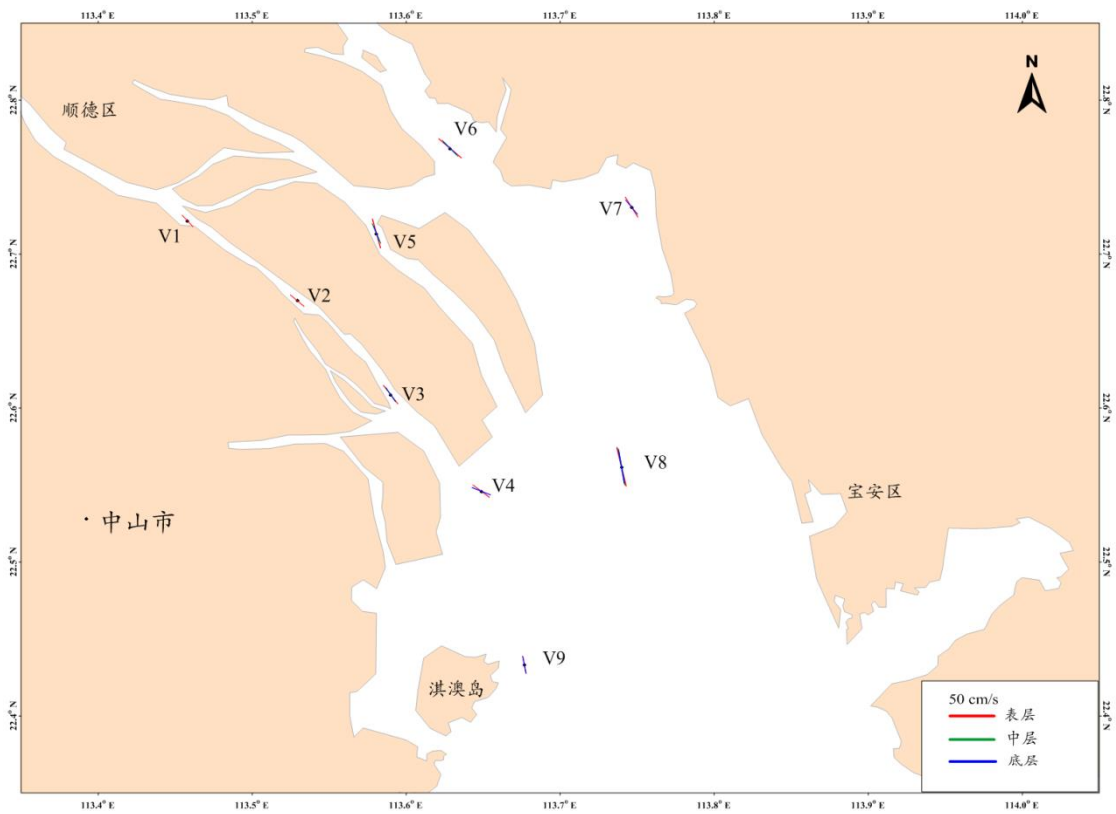 113.4° E 113.5° E 113.6° E 113.7° E 113.8° E 113.9° E 114.0° E
N
22.8° N 22.8° N
顺德区
V6
V7
V1
V5
22.7° N 22.7° N
V2
V3
22.6° N 22.6° N
V8
V4
宝安区
中山市
22.5° N 22.5° N
V9
淇澳岛
22.4° N 22.4° N
50 cm/s
表层
中层
底层
113.4° E 113.5° E 113.6° E 113.7° E 113.8° E 113.9° E 114.0° E